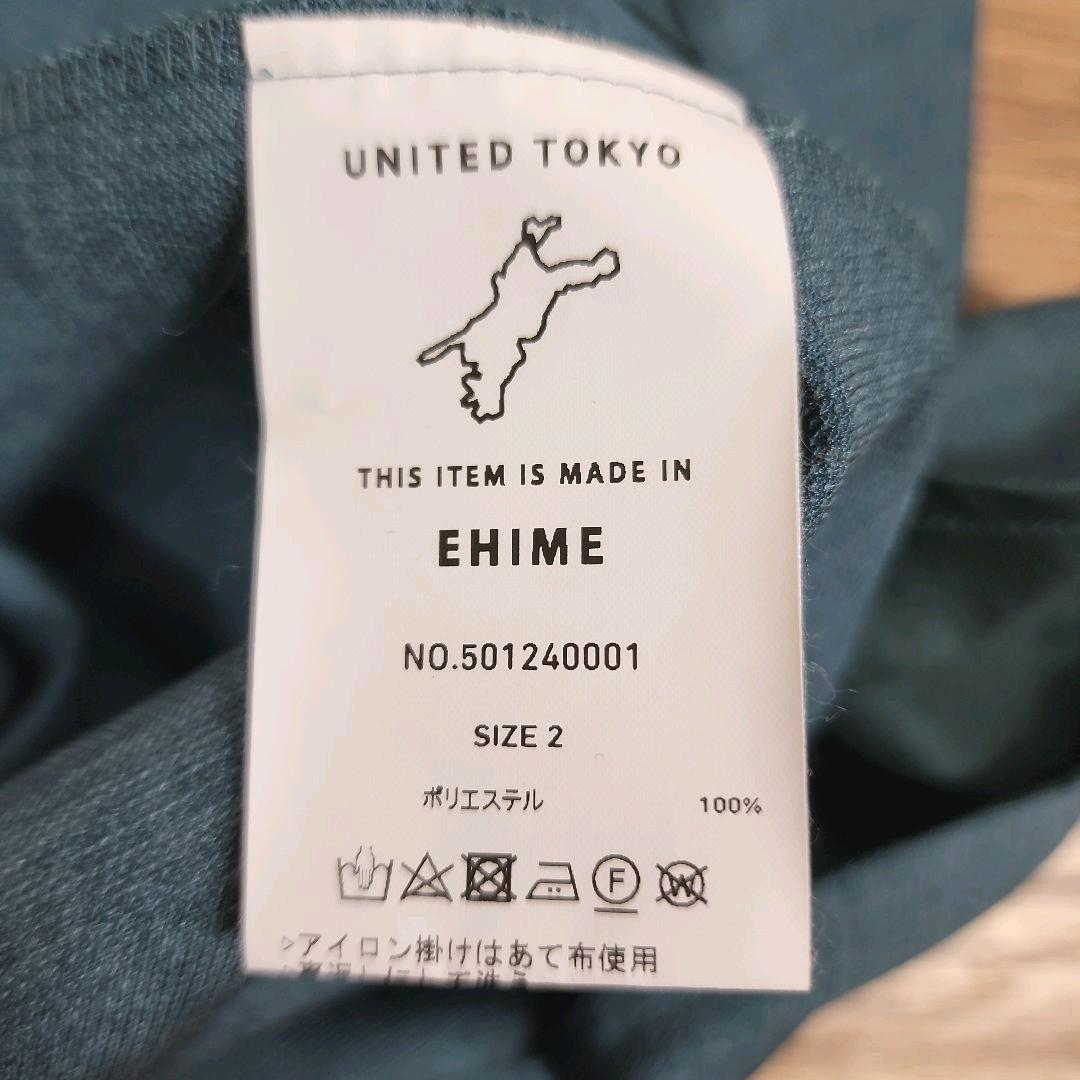 UNITED TOKYO
THIS ITEM IS MADE IN
EHIME
NO.501240001
SIZE 2
ポリエステル 100%
F W
▷アイロン掛けはあて布使用